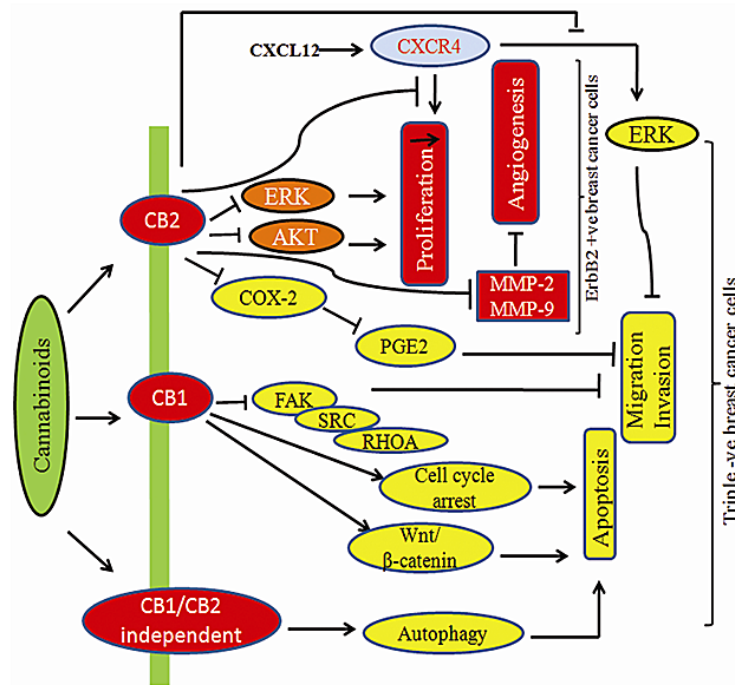 CXCL12
CXCR4
ERK
Angiogenesis
Proliferation
ErbB2 +ve breast cancer cells
CB2
ERK
AKT
MMP-2
MMP-9
COX-2
PGE2
Cannabinoids
CB1
FAK
SRC
RHOA
Migration
Invasion
Cell cycle
arrest
Apoptosis
Wnt/
β-catenin
Triple -ve breast cancer cells
CB1/CB2
independent
Autophagy